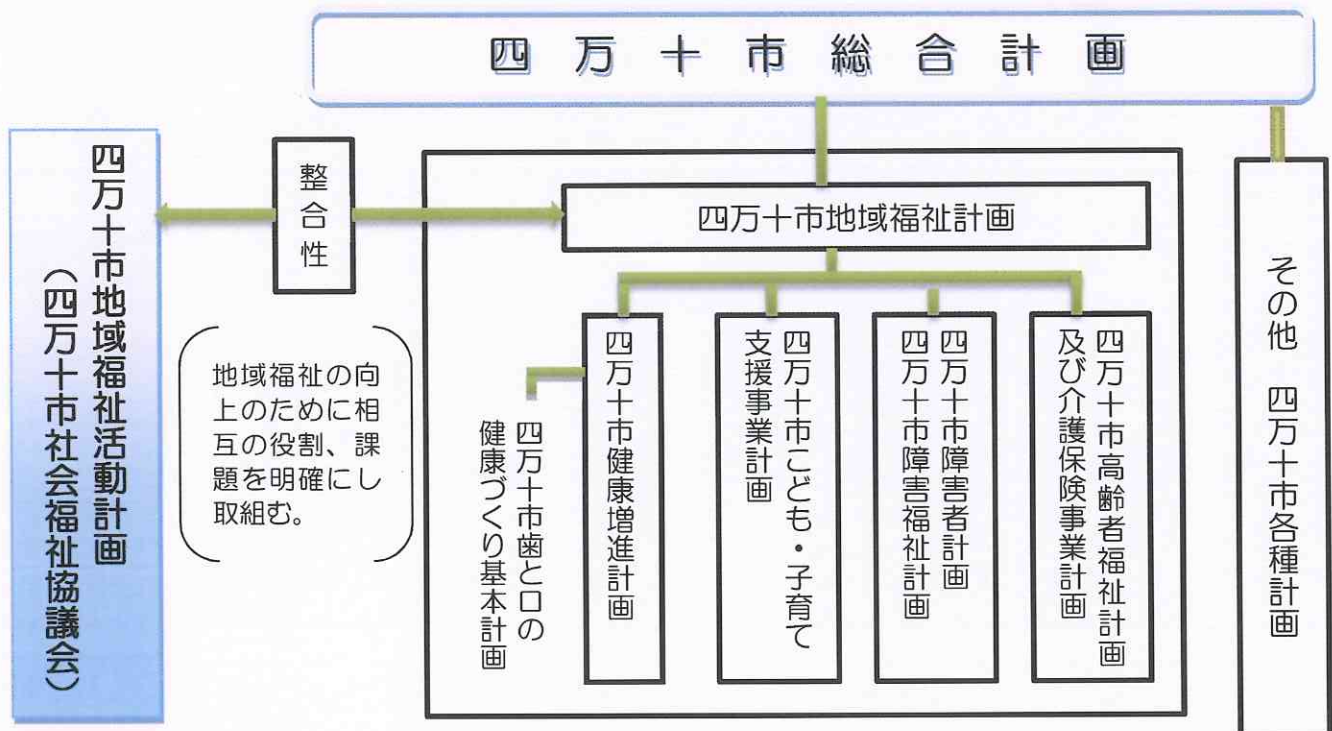 四万十市総合計画
四万十市地域福祉活動計画
(四万十市社会福祉協議会)
整合性
地域福祉の向
上のために相
互の役割、課
題を明確にし
取組む。
四万十市地域福祉計画
四万十市健康増進計画
四万十市歯と口の
健康づくり基本計画
四万十市こども・子育て
支援事業計画
四万十市障害者計画
四万十市障害福祉計画
四万十市高齢者福祉計画
及び介護保険事業計画
その他　四万十市各種計画